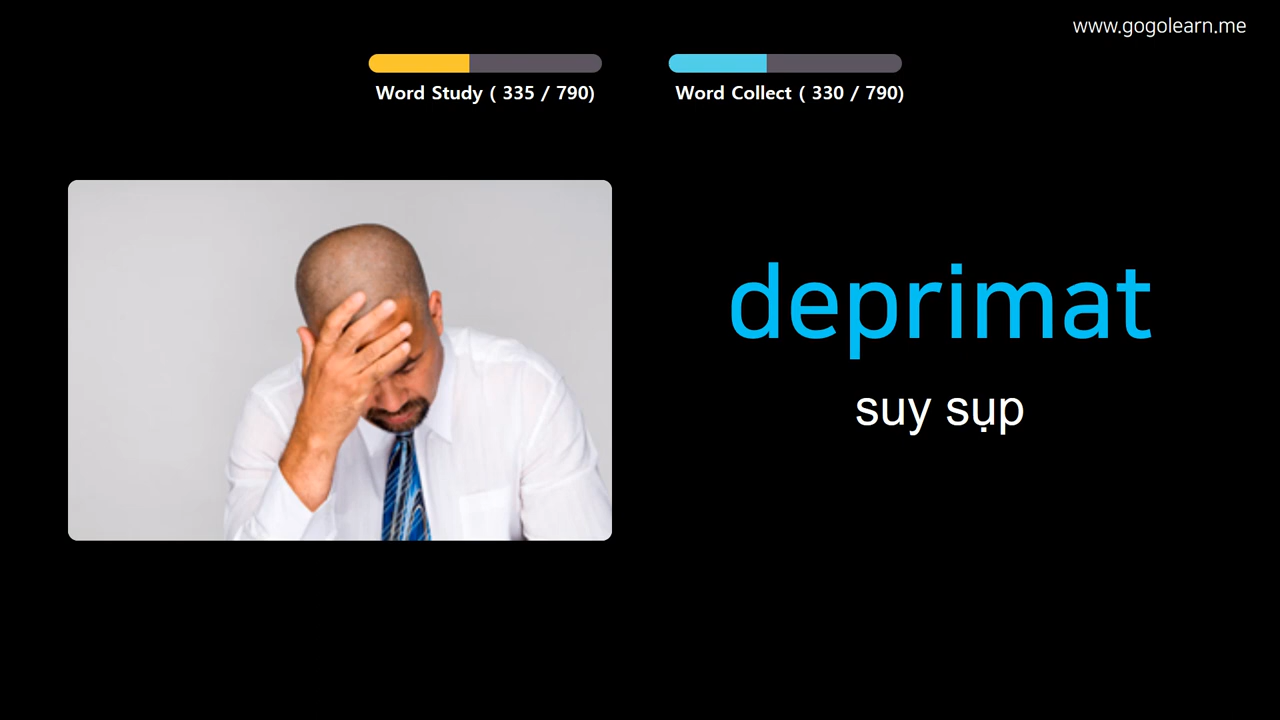 www.gogolearn.me
Word Study ( 335 / 790)
Word Collect ( 330 / 790)
deprimat
suy sụp